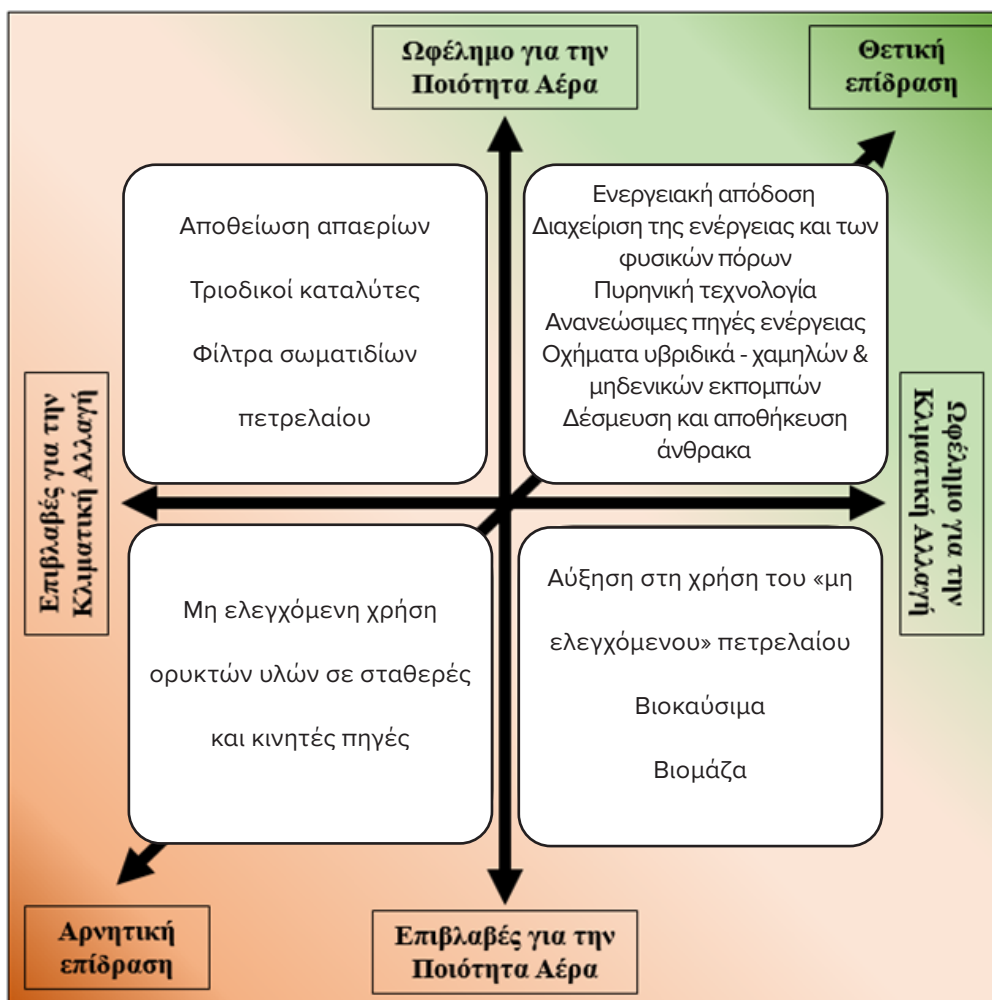 Ωφέλημο για την
Ποιότητα Αέρα
Θετική
επίδραση
Αποθείωση απαερίων
Τριοδικοί καταλύτες
Φίλτρα σωματιδίων
πετρελαίου
Ενεργειακή απόδοση
Διαχείριση της ενέργειας και των
φυσικών πόρων
Πυρηνική τεχνολογία
Ανανεώσιμες πηγές ενέργειας
Οχήματα υβριδικά - χαμηλών &
μηδενικών εκπομπών
Δέσμευση και αποθήκευση
άνθρακα
Επιβλαβές για την
Κλιματική Αλλαγή
Ωφέλημο για την
Κλιματική Αλλαγή
Μη ελεγχόμενη χρήση
ορυκτών υλών σε σταθερές
και κινητές πηγές
Αύξηση στη χρήση του «μη
ελεγχόμενου» πετρελαίου
Βιοκαύσιμα
Βιομάζα
Αρνητική
επίδραση
Επιβλαβές για την
Ποιότητα Αέρα